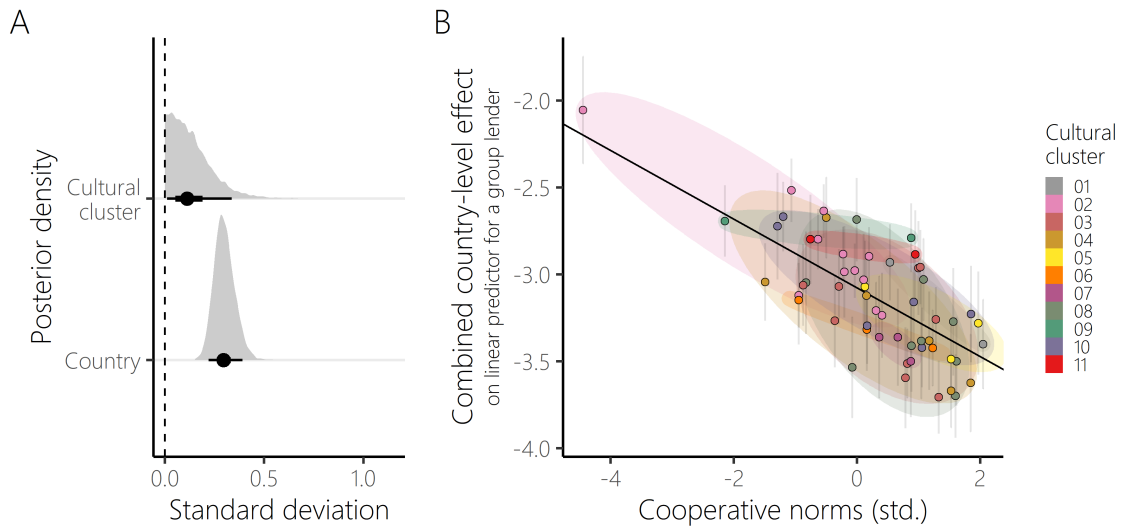 A
Posterior density
Cultural
cluster
Country
0.0
0.5
1.0
Standard deviation
B
Combined country-level effect
on linear predictor for a group lender
-2.0
-2.5
-3.0
-3.5
-4.0
-4
-2
0
2
Cooperative norms (std.)
Cultural
cluster
01
02
03
04
05
06
07
08
09
10
11